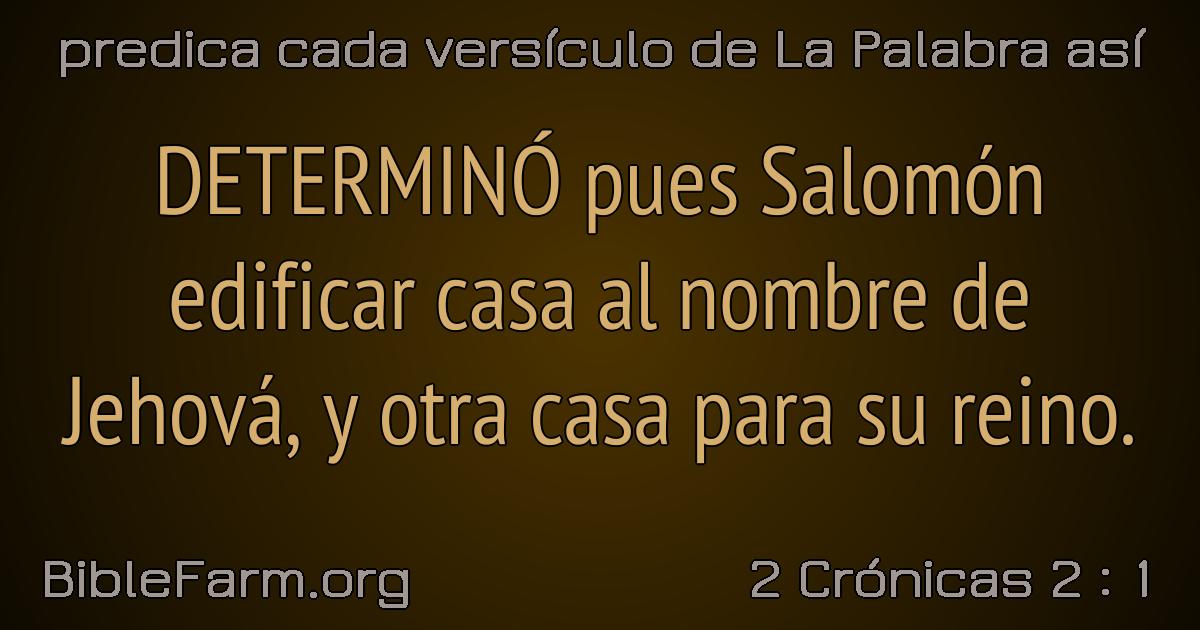 predica cada versículo de La Palabra así
DETERMINÓ pues Salomón
edificar casa al nombre de
Jehová, y otra casa para su reino.
BibleFarm.org
2 Crónicas 2 : 1